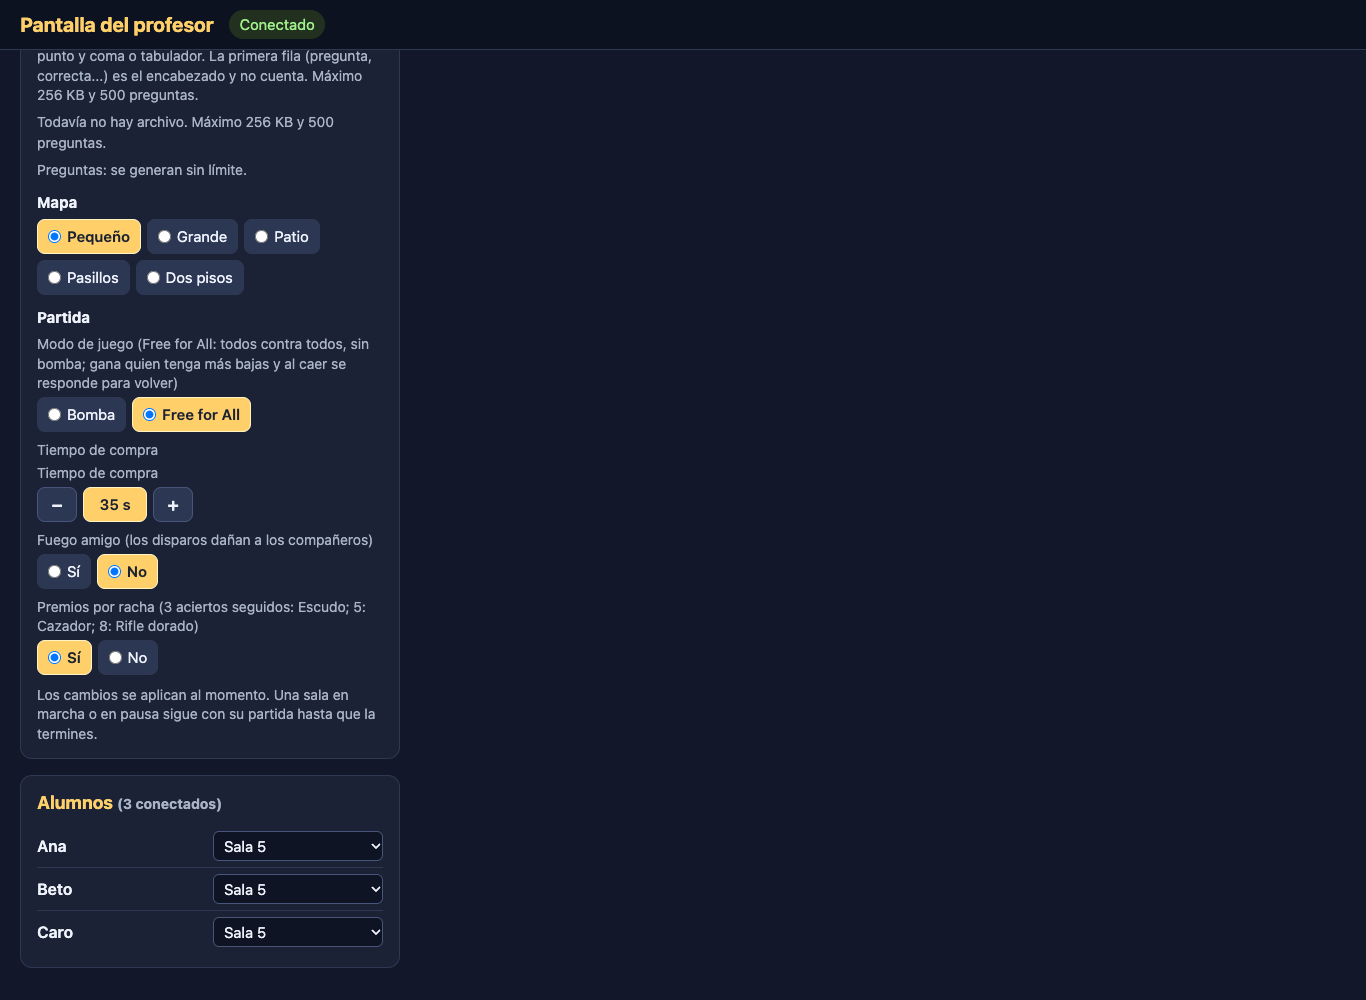 Pantalla del profesor
Conectado
punto y coma o tabulador. La primera fila (pregunta,
correcta...) es el encabezado y no cuenta. Máximo
256 KB y 500 preguntas.
Todavía no hay archivo. Máximo 256 KB y 500
preguntas.
Preguntas: se generan sin límite.
Mapa
Pequeño Grande Patio
Pasillos Dos pisos
Partida
Modo de juego (Free for All: todos contra todos, sin
bomba; gana quien tenga más bajas y al caer se
responde para volver)
Bomba Free for All
Tiempo de compra
Tiempo de compra
− 35 s +
Fuego amigo (los disparos dañan a los compañeros)
Sí No
Premios por racha (3 aciertos seguidos: Escudo; 5:
Cazador; 8: Rifle dorado)
Sí No
Los cambios se aplican al momento. Una sala en
marcha o en pausa sigue con su partida hasta que la
termines.
Alumnos (3 conectados)
Ana Sala 5
Beto Sala 5
Caro Sala 5